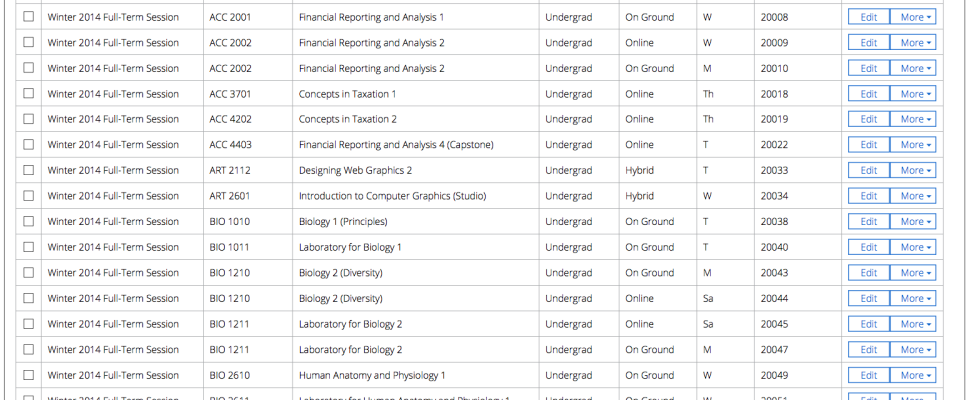 Winter 2014 Full-Term Session ACC 2001 Financial Reporting and Analysis 1 Undergrad On Ground W 20008 Edit More
Winter 2014 Full-Term Session ACC 2002 Financial Reporting and Analysis 2 Undergrad Online W 20009 Edit More
Winter 2014 Full-Term Session ACC 2002 Financial Reporting and Analysis 2 Undergrad On Ground M 20010 Edit More
Winter 2014 Full-Term Session ACC 3701 Concepts in Taxation 1 Undergrad Online Th 20018 Edit More
Winter 2014 Full-Term Session ACC 4202 Concepts in Taxation 2 Undergrad Online Th 20019 Edit More
Winter 2014 Full-Term Session ACC 4403 Financial Reporting and Analysis 4 (Capstone) Undergrad Online T 20022 Edit More
Winter 2014 Full-Term Session ART 2112 Designing Web Graphics 2 Undergrad Hybrid T 20033 Edit More
Winter 2014 Full-Term Session ART 2601 Introduction to Computer Graphics (Studio) Undergrad Hybrid W 20034 Edit More
Winter 2014 Full-Term Session BIO 1010 Biology 1 (Principles) Undergrad On Ground T 20038 Edit More
Winter 2014 Full-Term Session BIO 1011 Laboratory for Biology 1 Undergrad On Ground T 20040 Edit More
Winter 2014 Full-Term Session BIO 1210 Biology 2 (Diversity) Undergrad On Ground M 20043 Edit More
Winter 2014 Full-Term Session BIO 1210 Biology 2 (Diversity) Undergrad Online Sa 20044 Edit More
Winter 2014 Full-Term Session BIO 1211 Laboratory for Biology 2 Undergrad Online Sa 20045 Edit More
Winter 2014 Full-Term Session BIO 1211 Laboratory for Biology 2 Undergrad On Ground M 20047 Edit More
Winter 2014 Full-Term Session BIO 2610 Human Anatomy and Physiology 1 Undergrad On Ground W 20049 Edit More